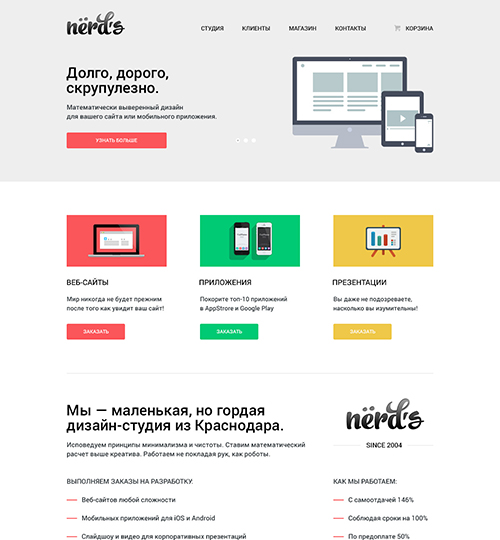 nërd's
СТУДИЯ КЛИЕНТЫ МАГАЗИН КОНТАКТЫ КОРЗИНА
Долго, дорого,
скрупулезно.
Математически выверенный дизайн
для вашего сайта или мобильного приложения.
УЗНАТЬ БОЛЬШЕ
ВЕБ-САЙТЫ
Мир никогда не будет прежним
после того как увидит ваш сайт!
ЗАКАЗАТЬ
ПРИЛОЖЕНИЯ
Покорите топ-10 приложений
в AppStrore и Google Play
ЗАКАЗАТЬ
ПРЕЗЕНТАЦИИ
Вы даже не подозреваете,
насколько вы изумительны!
ЗАКАЗАТЬ
Мы — маленькая, но гордая
дизайн-студия из Краснодара.
Исповедуем принципы минимализма и чистоты. Ставим математический
расчет выше креатива. Работаем не покладая рук, как роботы.
nërd's
SINCE 2004
ВЫПОЛНЯЕМ ЗАКАЗЫ НА РАЗРАБОТКУ:
— Веб-сайтов любой сложности
— Мобильных приложений для iOS и Android
— Слайдшоу и видео для корпоративных презентаций
КАК МЫ РАБОТАЕМ:
— С самоотдачей 146%
— Соблюдая сроки на 100%
— По предоплате 50%